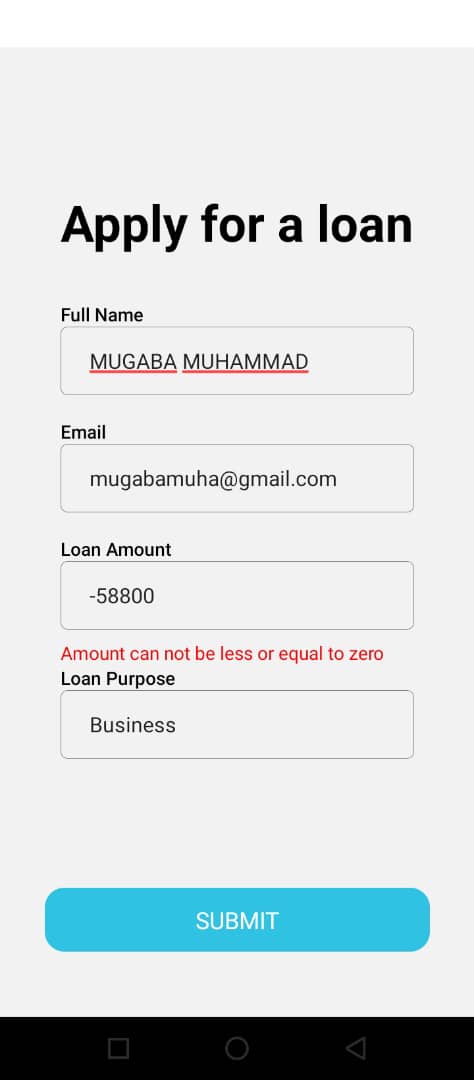 Apply for a loan
Full Name
MUGABA MUHAMMAD
Email
mugabamuha@gmail.com
Loan Amount
-58800
Amount can not be less or equal to zero
Loan Purpose
Business
SUBMIT